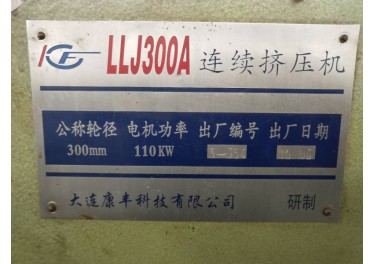 LLJ300A 连续挤压机
公称轮径 电机功率 出厂编号 出厂日期
300mm 110KW
大连康丰科技有限公司 研制